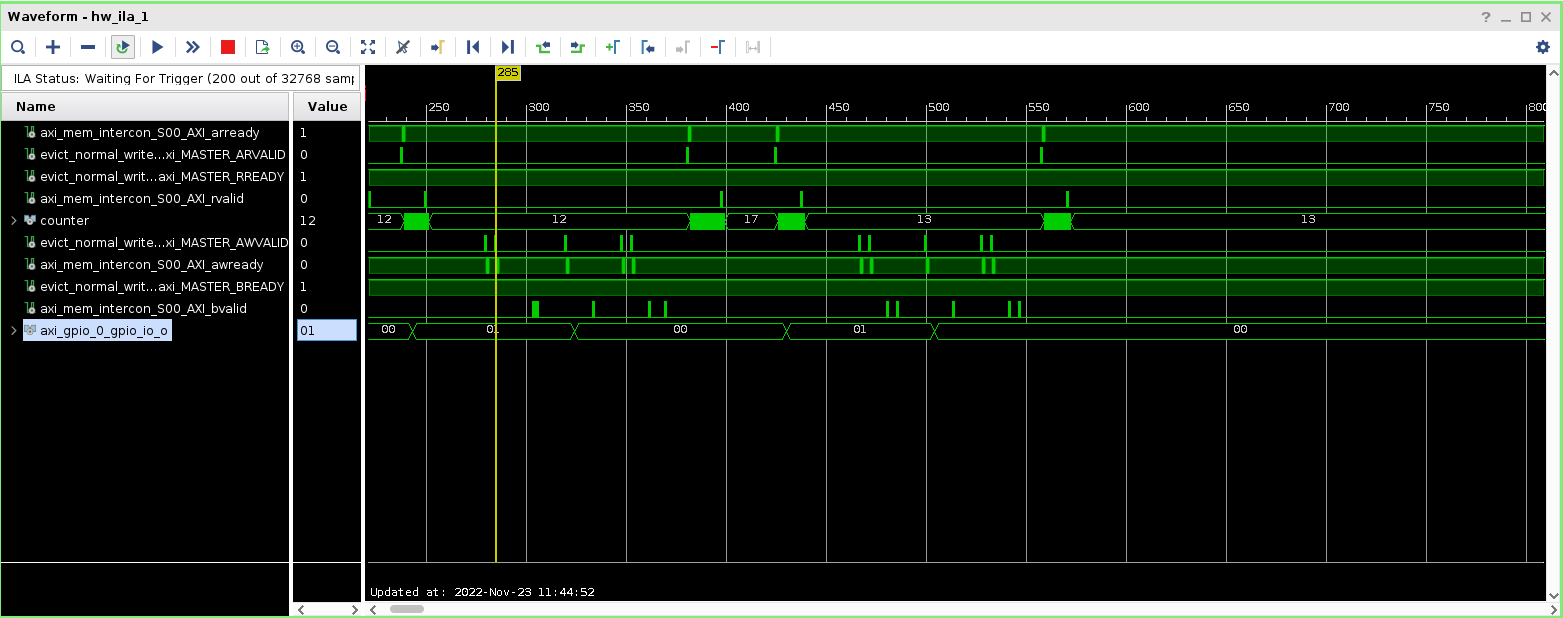 Waveform - hw_ila_1
ILA Status: Waiting For Trigger (200 out of 32768 samp
285
Name Value
250 300 350 400 450 500 550 600 650 700 750 800
axi_mem_intercon_S00_AXI_arready 1
evict_normal_write...xi_MASTER_ARVALID 0
evict_normal_writ...axi_MASTER_RREADY 1
axi_mem_intercon_S00_AXI_rvalid 0
counter 12 12 12 17 13 13
evict_normal_write...xi_MASTER_AWVALID 0
axi_mem_intercon_S00_AXI_awready 0
evict_normal_writ...axi_MASTER_BREADY 1
axi_mem_intercon_S00_AXI_bvalid 0
axi_gpio_0_gpio_io_o 01 00 01 00 01 00
Updated at: 2022-Nov-23 11:44:52